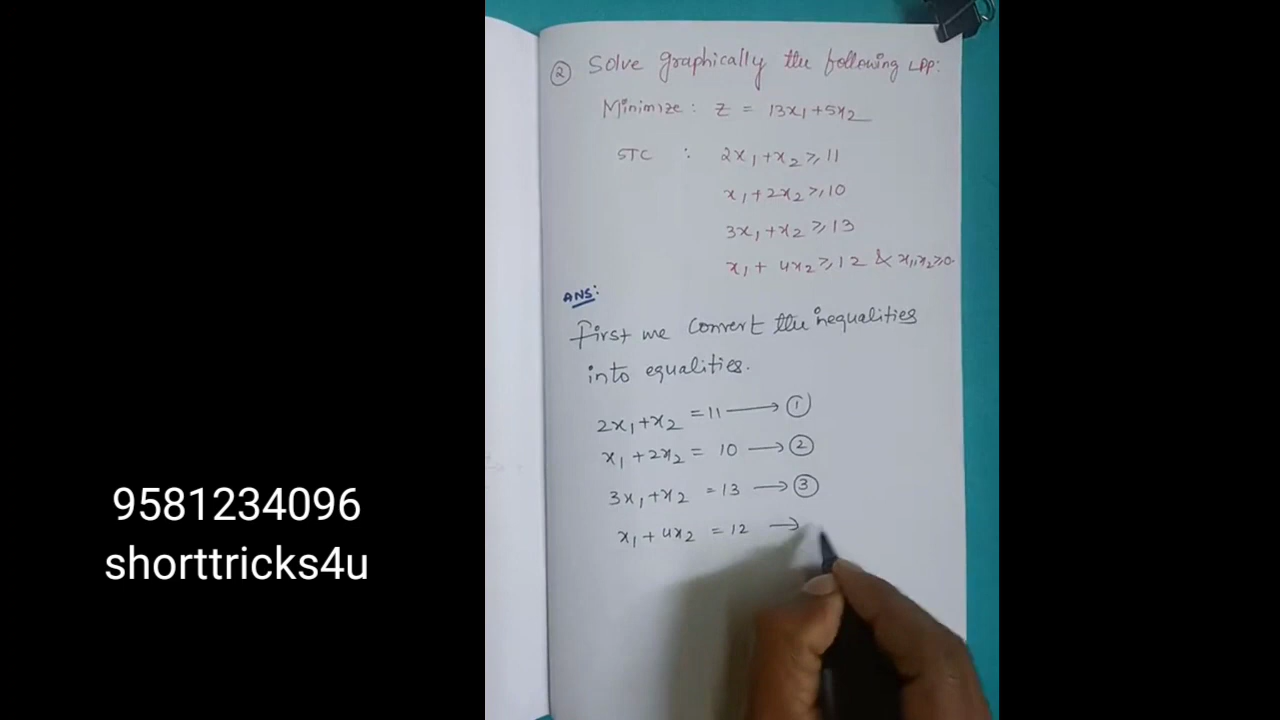 ② Solve graphically the following LPP:
Minimize: Z = 13x₁+5x₂
STC : 2x₁+x₂ ≥ 11
x₁+2x₂ ≥ 10
3x₁+x₂ ≥ 13
x₁+ 4x₂ ≥ 12 & x₁,x₂≥0.
ANS:
First we convert the inequalities
into equalities.
2x₁+x₂ = 11 → ①
x₁+2x₂ = 10 → ②
3x₁+x₂ = 13 → ③
x₁+4x₂ = 12 →
9581234096
shorttricks4u